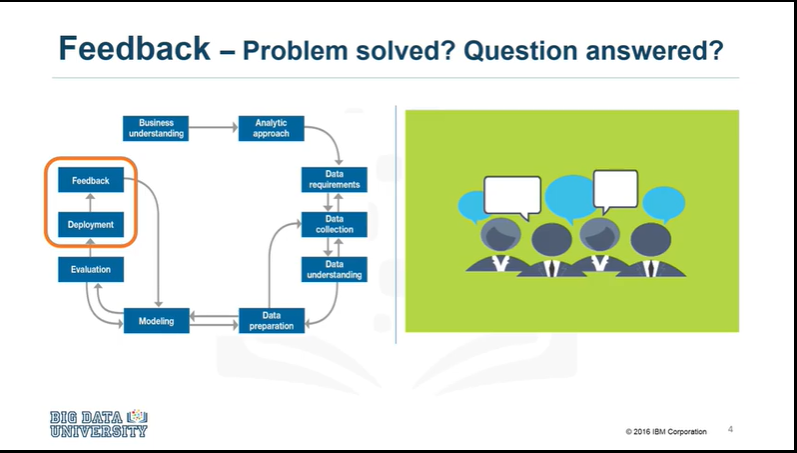 Feedback – Problem solved? Question answered?
Business
understanding
Analytic
approach
Feedback
Data
requirements
Deployment
Data
collection
Evaluation
Data
understanding
Modeling
Data
preparation
BIG DATA
UNIVERSITY
© 2016 IBM Corporation
4